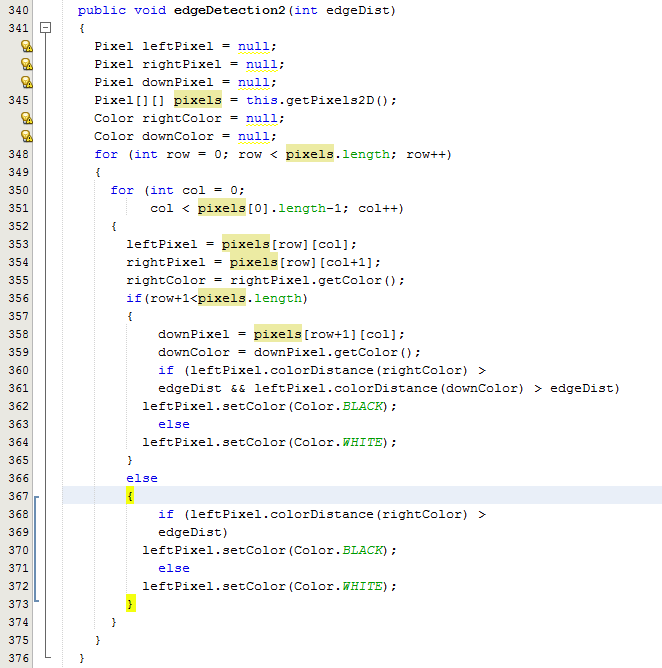 340 public void edgeDetection2(int edgeDist)
341 {
Pixel leftPixel = null;
Pixel rightPixel = null;
Pixel downPixel = null;
345 Pixel[][] pixels = this.getPixels2D();
Color rightColor = null;
Color downColor = null;
348 for (int row = 0; row < pixels.length; row++)
349 {
350 for (int col = 0;
351 col < pixels[0].length-1; col++)
352 {
353 leftPixel = pixels[row][col];
354 rightPixel = pixels[row][col+1];
355 rightColor = rightPixel.getColor();
356 if(row+1<pixels.length)
357 {
358 downPixel = pixels[row+1][col];
359 downColor = downPixel.getColor();
360 if (leftPixel.colorDistance(rightColor) >
361 edgeDist && leftPixel.colorDistance(downColor) > edgeDist)
362 leftPixel.setColor(Color.BLACK);
363 else
364 leftPixel.setColor(Color.WHITE);
365 }
366 else
367 {
368 if (leftPixel.colorDistance(rightColor) >
369 edgeDist)
370 leftPixel.setColor(Color.BLACK);
371 else
372 leftPixel.setColor(Color.WHITE);
373 }
374 }
375 }
376 }